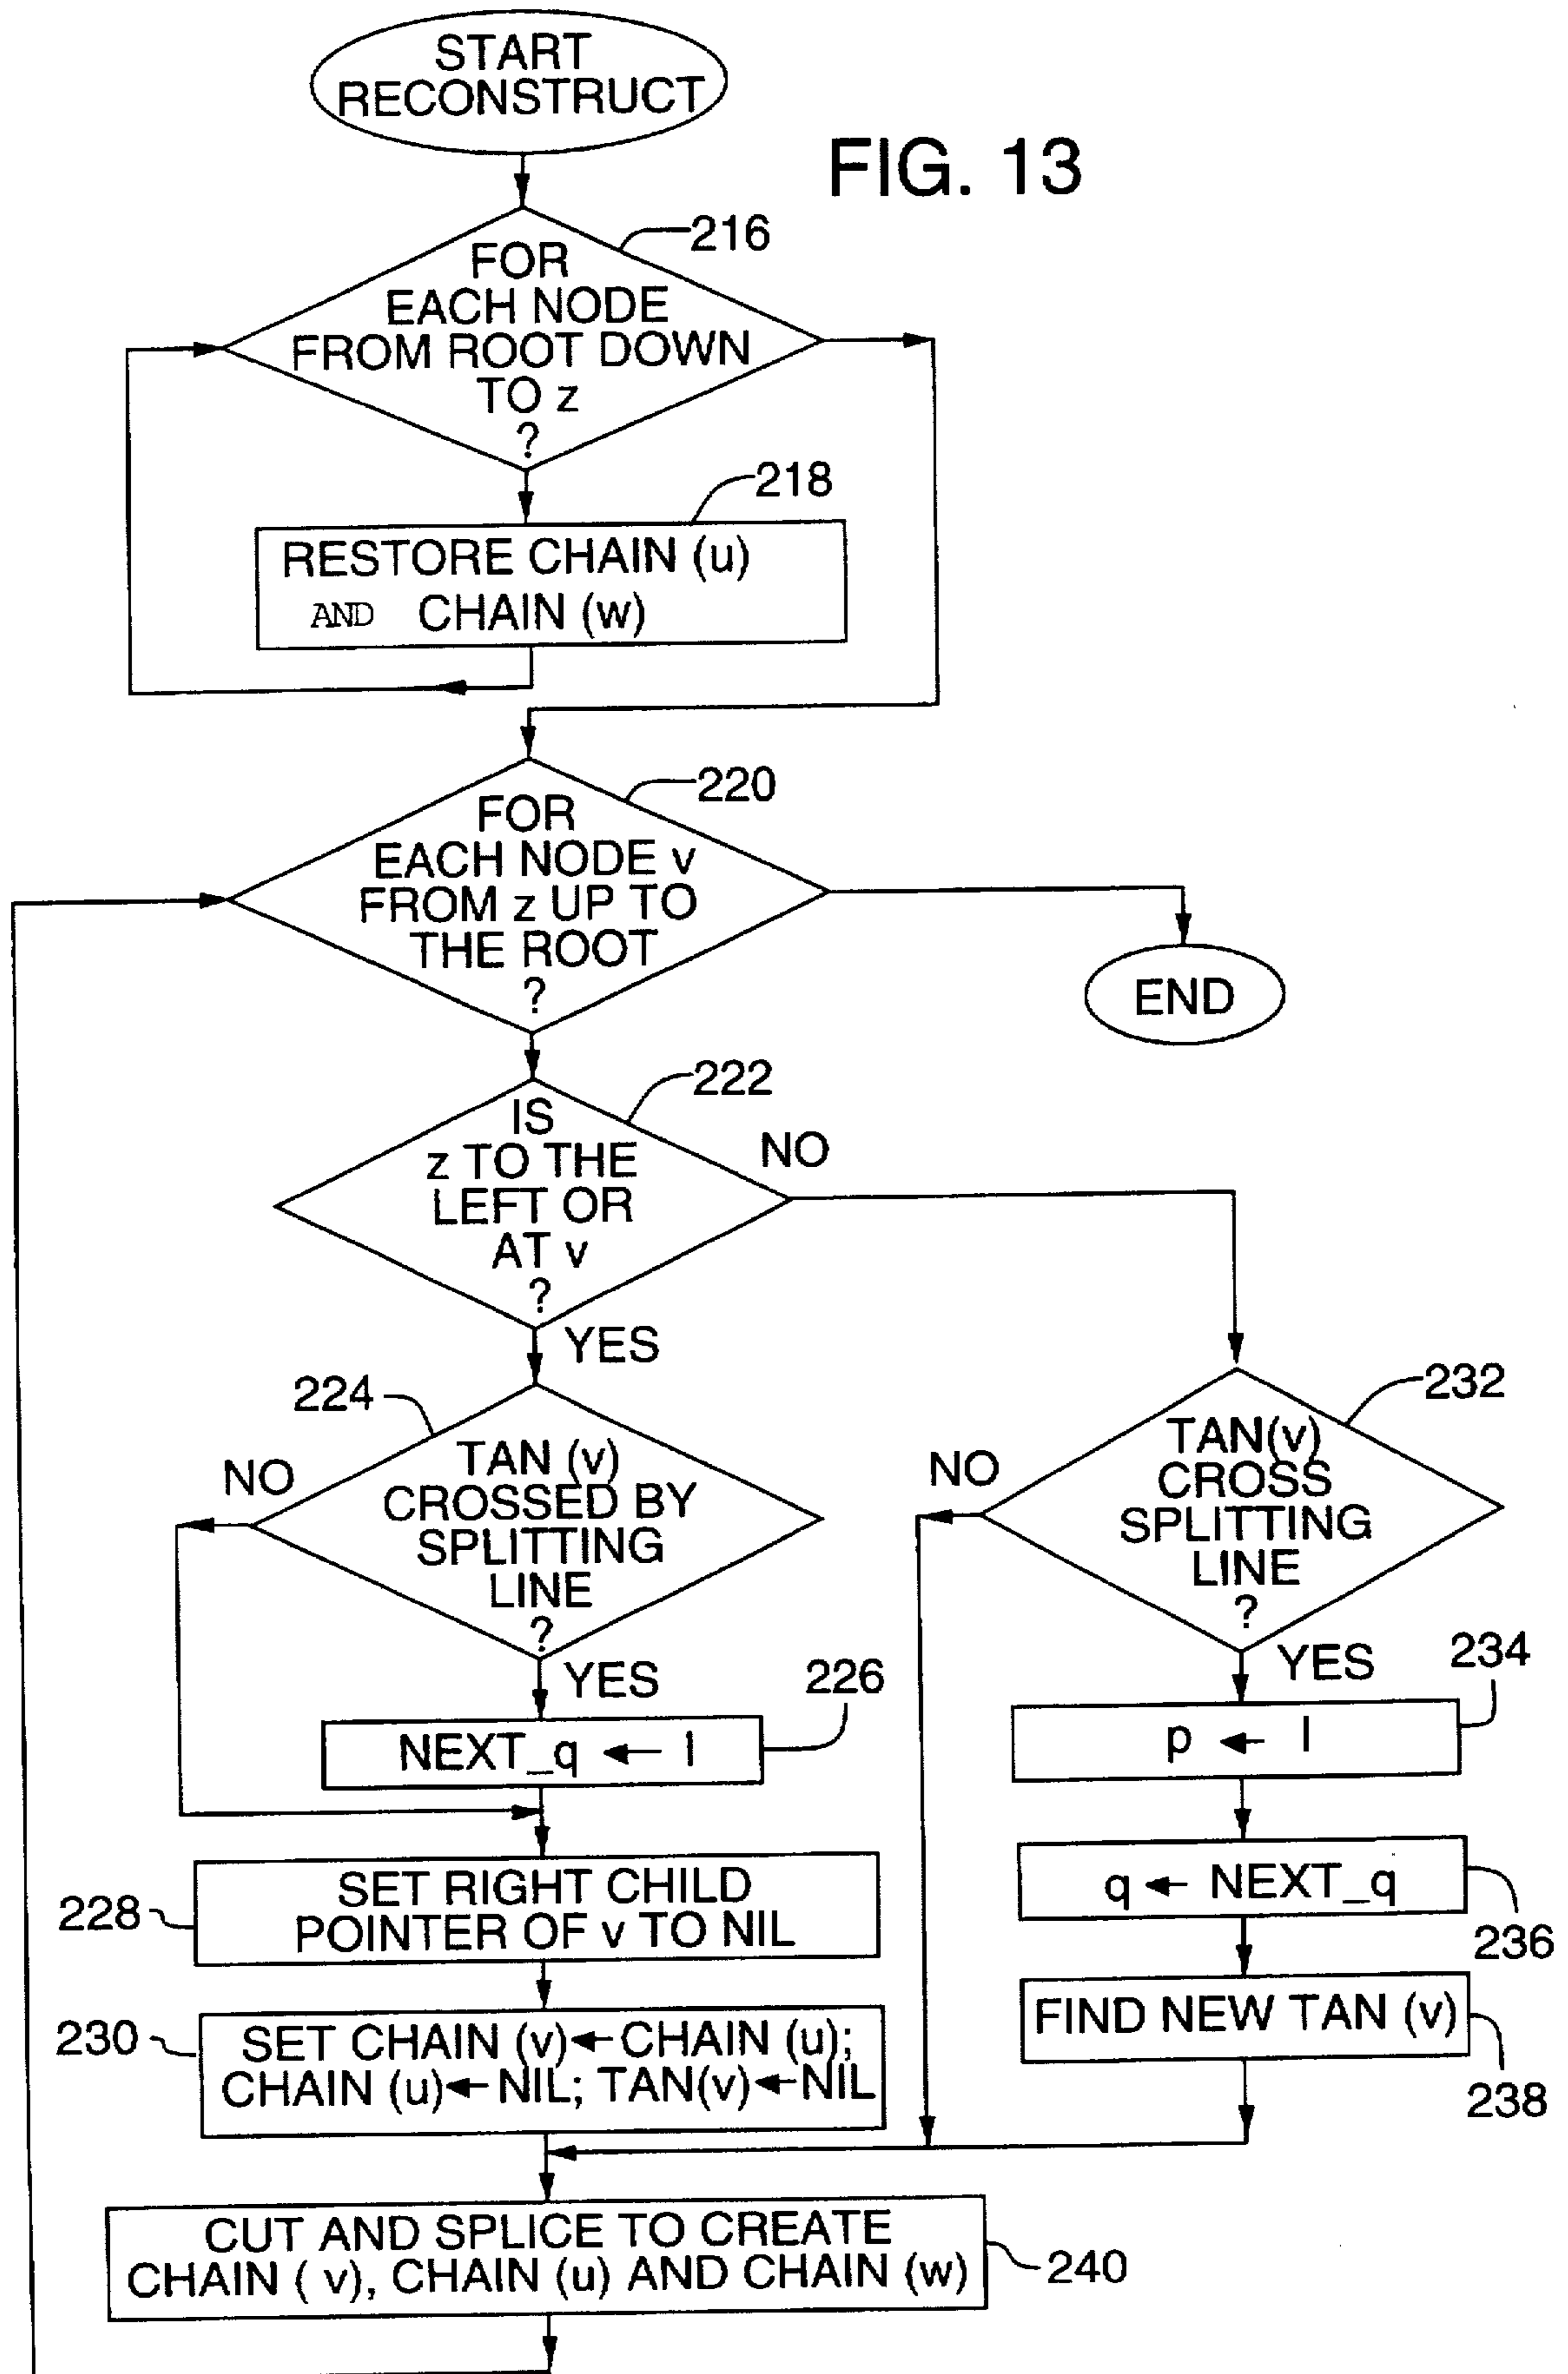 START
RECONSTRUCT
FIG. 13
216
FOR
EACH NODE
FROM ROOT DOWN
TO z
?
218
RESTORE CHAIN (u)
AND CHAIN (w)
220
FOR
EACH NODE v
FROM z UP TO
THE ROOT
?
END
222
IS
z TO THE
LEFT OR
AT v
?
NO
YES
224
TAN (v)
CROSSED BY
SPLITTING
LINE
?
NO
YES
232
TAN(v)
CROSS
SPLITTING
LINE
?
NO
YES
226
NEXT_q ← l
234
p ← l
228
SET RIGHT CHILD
POINTER OF v TO NIL
q ← NEXT_q
236
230
SET CHAIN (v)← CHAIN (u);
CHAIN (u)← NIL; TAN(v)←NIL
FIND NEW TAN (v)
238
CUT AND SPLICE TO CREATE
CHAIN ( v), CHAIN (u) AND CHAIN (w)
240